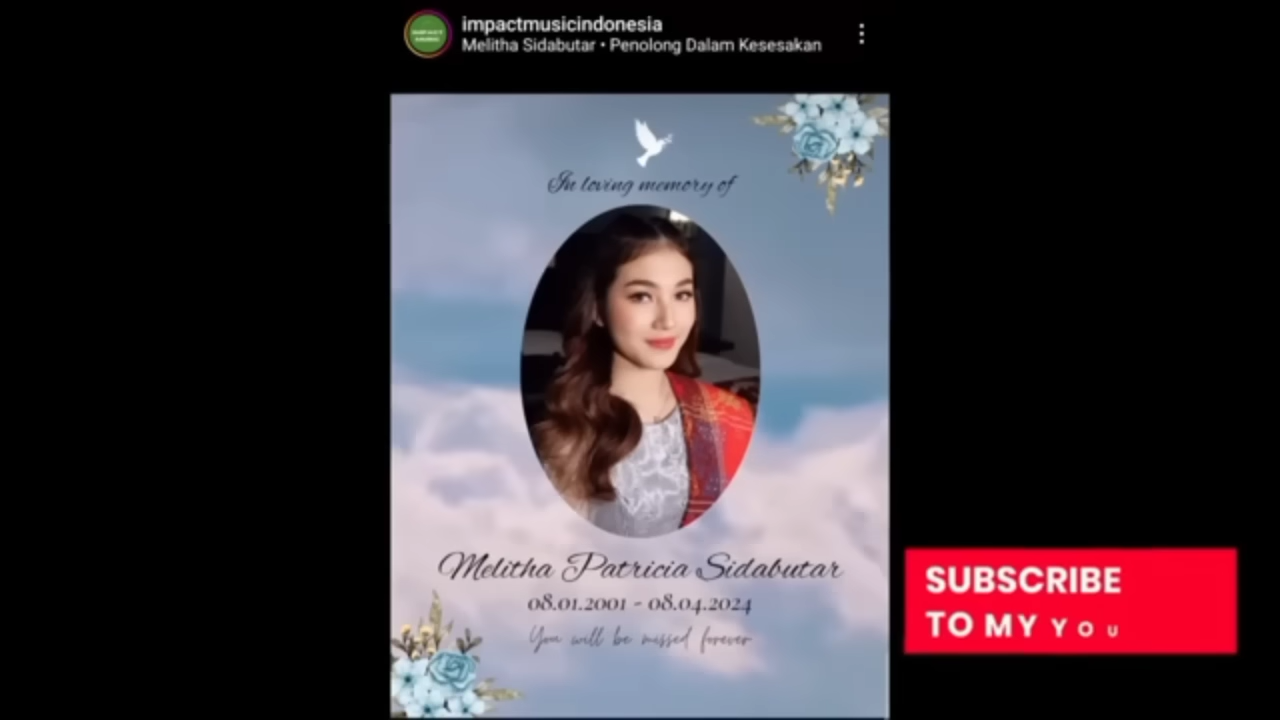 impactmusicindonesia
Melitha Sidabutar • Penolong Dalam Kesesakan
In loving memory of
Melitha Patricia Sidabutar
08.01.2001 - 08.04.2024
You will be missed forever
SUBSCRIBE
TO MY YOU